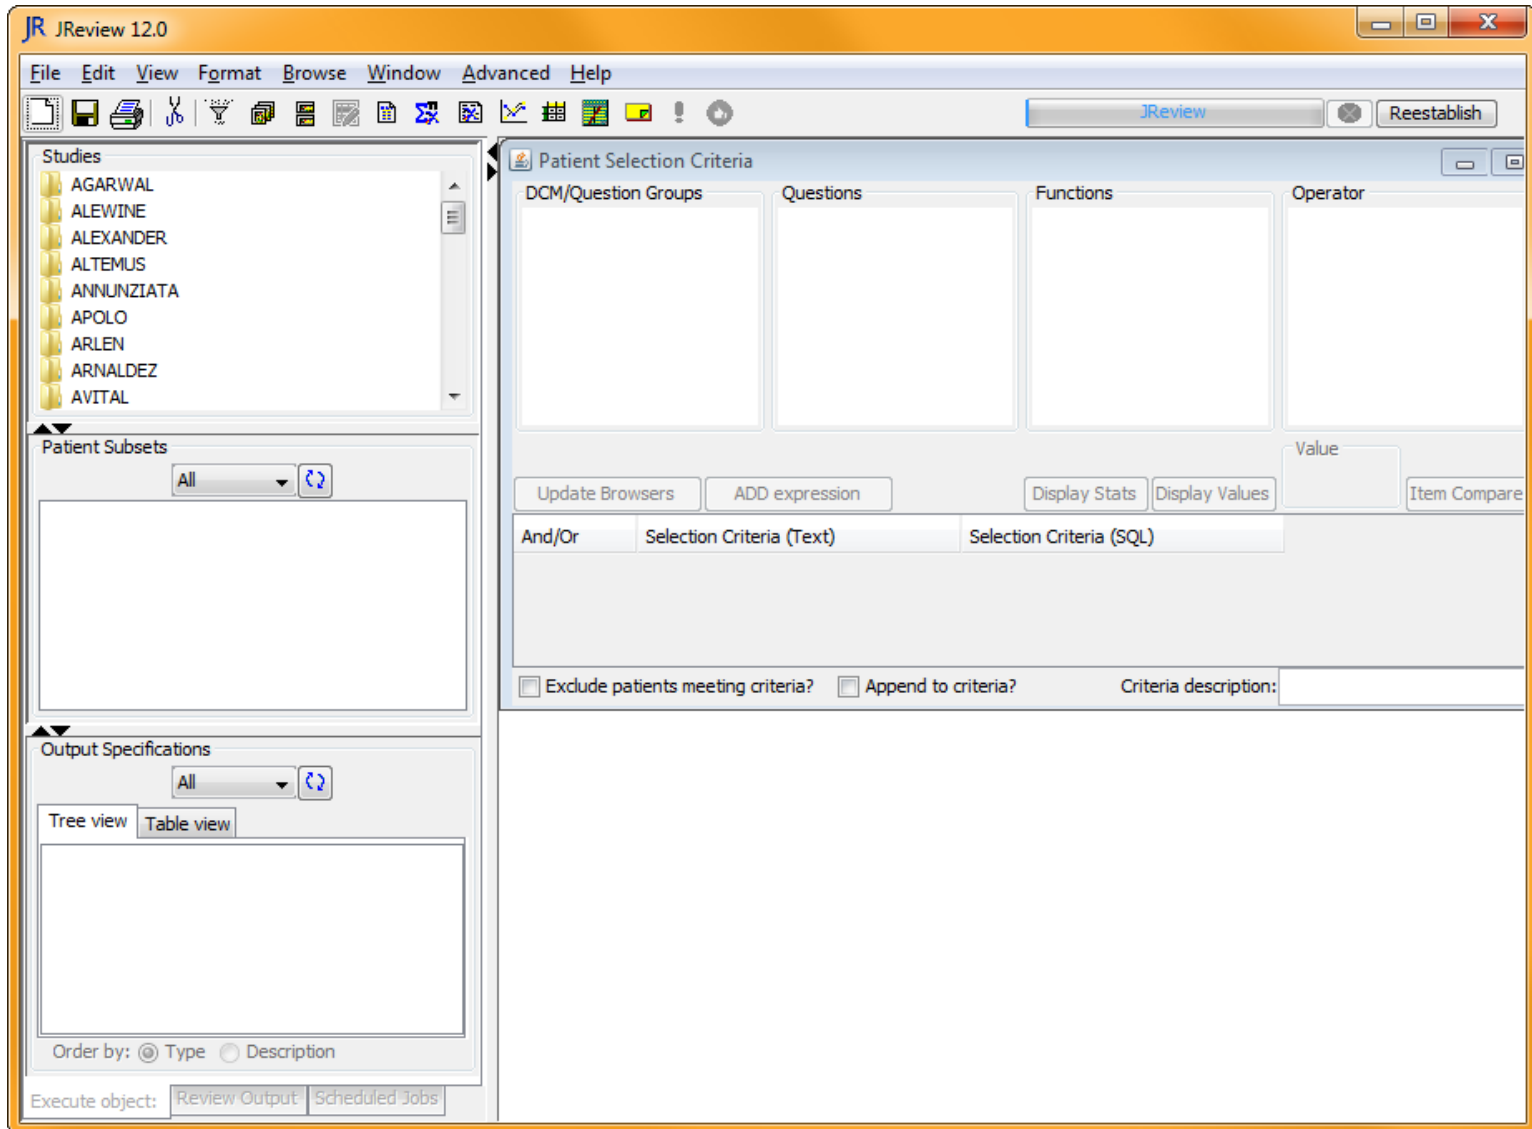 JR JReview 12.0
File Edit View Format Browse Window Advanced Help
JReview
Reestablish
Studies
AGARWAL
ALEWINE
ALEXANDER
ALTEMUS
ANNUNZIATA
APOLO
ARLEN
ARNALDEZ
AVITAL
Patient Subsets
All
Output Specifications
All
Tree view Table view
Order by: Type Description
Execute object: Review Output Scheduled Jobs
Patient Selection Criteria
DCM/Question Groups Questions Functions Operator
Value
Update Browsers ADD expression Display Stats Display Values Item Compare
And/Or Selection Criteria (Text) Selection Criteria (SQL)
Exclude patients meeting criteria? Append to criteria? Criteria description: